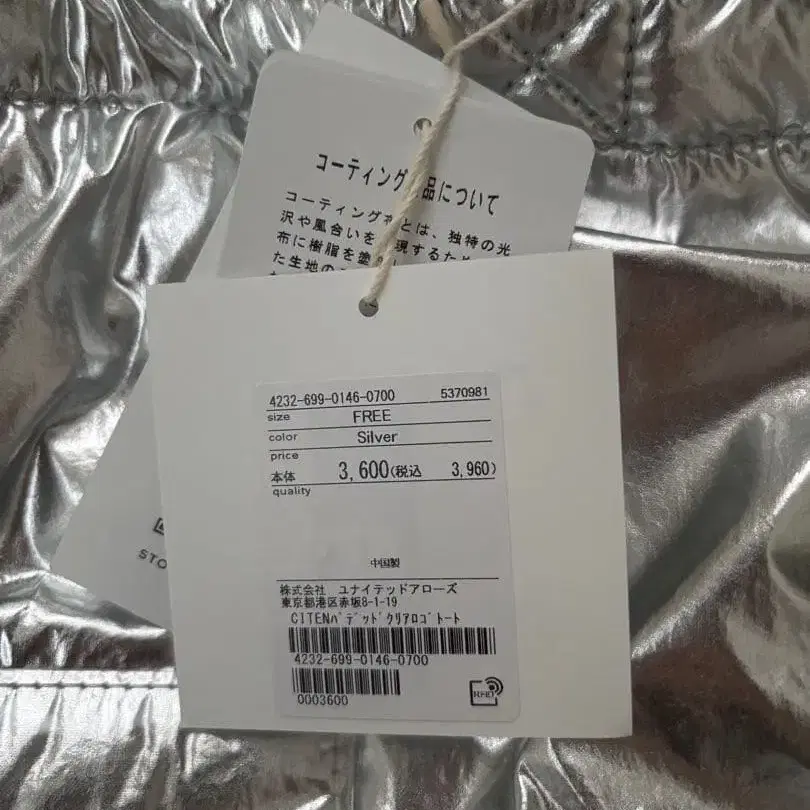 コーティング 品について
コーティング とは、独特の光
沢や風合いを 現するため
布に樹脂を塗
た生地の
4232-699-0146-0700 5370981
size FREE
color Silver
price
本体 3,600(税込 3,960)
quality
中国製
株式会社 ユナイテッドアローズ
東京都港区赤坂8-1-19
CITENパデッドクリアロゴトート
4232-699-0146-0700
0003600
RFID
STO